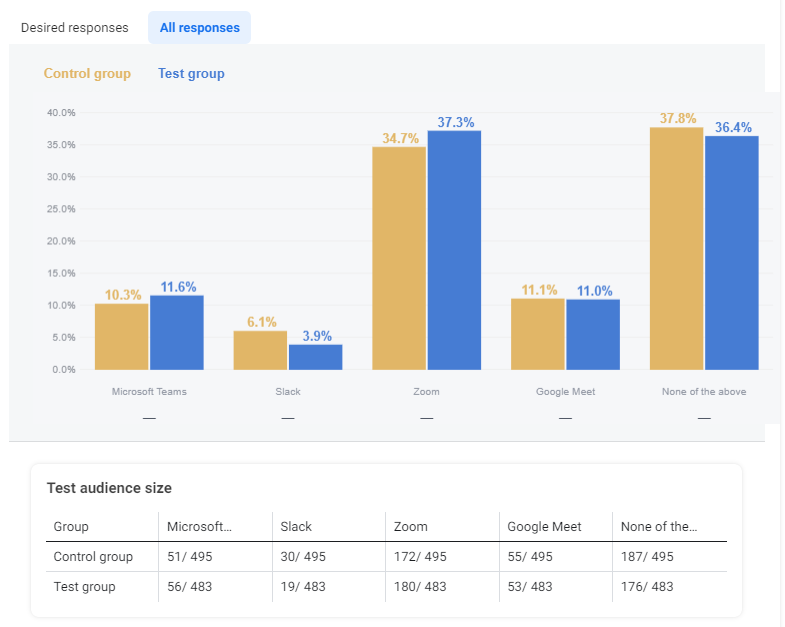 Desired responses All responses
Control group Test group
40.0%
35.0%
30.0%
25.0%
20.0%
15.0%
10.0%
5.0%
0.0%
10.3% 11.6% 6.1% 3.9% 34.7% 37.3% 11.1% 11.0% 37.8% 36.4%
Microsoft Teams Slack Zoom Google Meet None of the above
— — — — —
Test audience size
Group Microsoft... Slack Zoom Google Meet None of the...
Control group 51/ 495 30/ 495 172/ 495 55/ 495 187/ 495
Test group 56/ 483 19/ 483 180/ 483 53/ 483 176/ 483